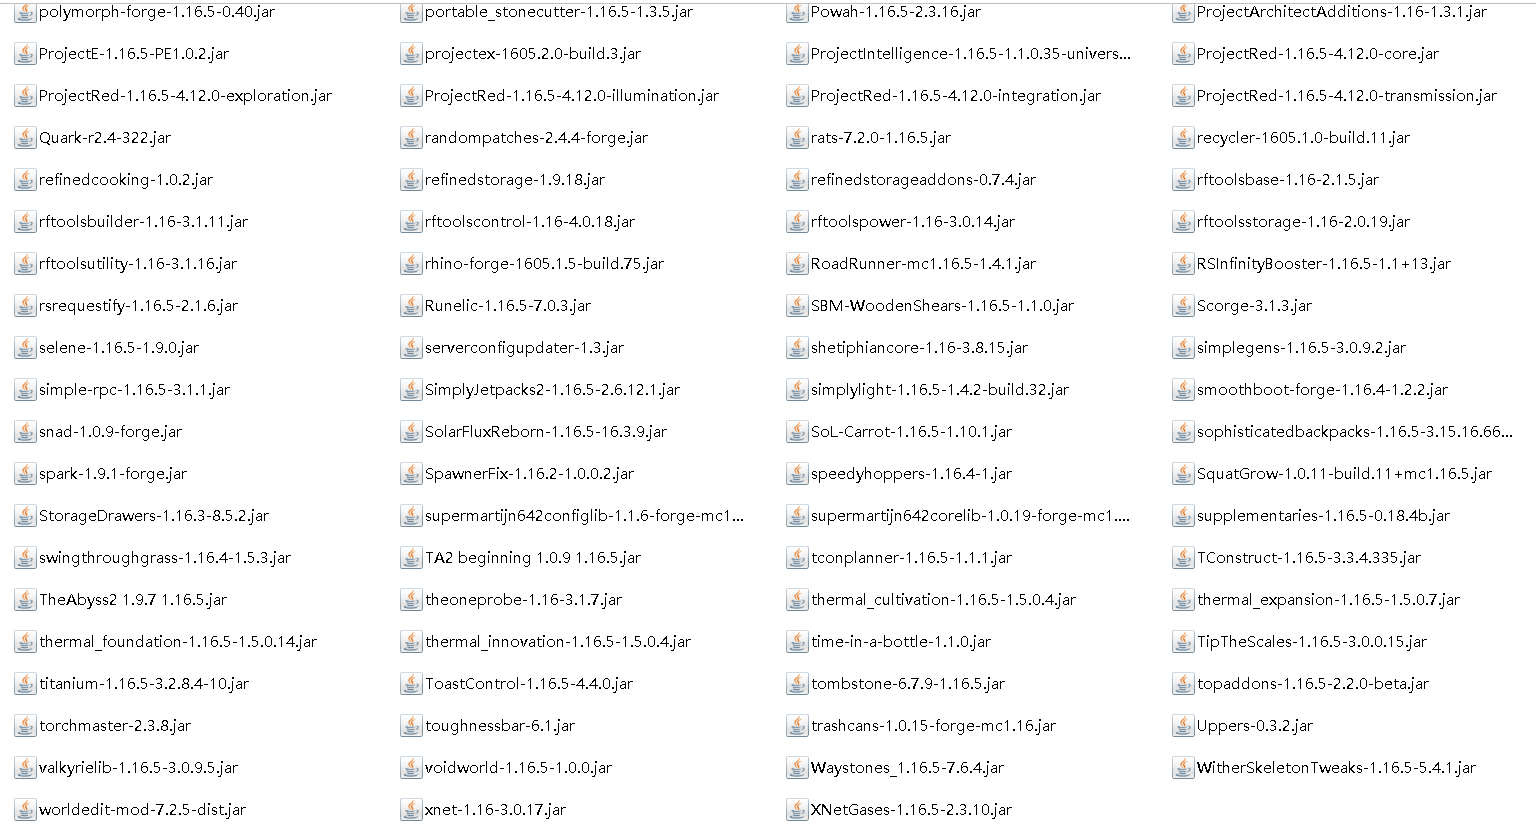 polymorph-forge-1.16.5-0.40.jar
portable_stonecutter-1.16.5-1.3.5.jar
Powah-1.16.5-2.3.16.jar
ProjectArchitectAdditions-1.16-1.3.1.jar
ProjectE-1.16.5-PE1.0.2.jar
projectex-1605.2.0-build.3.jar
ProjectIntelligence-1.16.5-1.1.0.35-univers...
ProjectRed-1.16.5-4.12.0-core.jar
ProjectRed-1.16.5-4.12.0-exploration.jar
ProjectRed-1.16.5-4.12.0-illumination.jar
ProjectRed-1.16.5-4.12.0-integration.jar
ProjectRed-1.16.5-4.12.0-transmission.jar
Quark-r2.4-322.jar
randompatches-2.4.4-forge.jar
rats-7.2.0-1.16.5.jar
recycler-1605.1.0-build.11.jar
refinedcooking-1.0.2.jar
refinedstorage-1.9.18.jar
refinedstorageaddons-0.7.4.jar
rftoolsbase-1.16-2.1.5.jar
rftoolsbuilder-1.16-3.1.11.jar
rftoolscontrol-1.16-4.0.18.jar
rftoolspower-1.16-3.0.14.jar
rftoolsstorage-1.16-2.0.19.jar
rftoolsutility-1.16-3.1.16.jar
rhino-forge-1605.1.5-build.75.jar
RoadRunner-mc1.16.5-1.4.1.jar
RSInfinityBooster-1.16.5-1.1+13.jar
rsrequestify-1.16.5-2.1.6.jar
Runelic-1.16.5-7.0.3.jar
SBM-WoodenShears-1.16.5-1.1.0.jar
Scorge-3.1.3.jar
selene-1.16.5-1.9.0.jar
serverconfigupdater-1.3.jar
shetiphiancore-1.16-3.8.15.jar
simplegens-1.16.5-3.0.9.2.jar
simple-rpc-1.16.5-3.1.1.jar
SimplyJetpacks2-1.16.5-2.6.12.1.jar
simplylight-1.16.5-1.4.2-build.32.jar
smoothboot-forge-1.16.4-1.2.2.jar
snad-1.0.9-forge.jar
SolarFluxReborn-1.16.5-16.3.9.jar
SoL-Carrot-1.16.5-1.10.1.jar
sophisticatedbackpacks-1.16.5-3.15.16.66...
spark-1.9.1-forge.jar
SpawnerFix-1.16.2-1.0.0.2.jar
speedyhoppers-1.16.4-1.jar
SquatGrow-1.0.11-build.11+mc1.16.5.jar
StorageDrawers-1.16.3-8.5.2.jar
supermartijn642configlib-1.1.6-forge-mc1...
supermartijn642corelib-1.0.19-forge-mc1....
supplementaries-1.16.5-0.18.4b.jar
swingthroughgrass-1.16.4-1.5.3.jar
TA2 beginning 1.0.9 1.16.5.jar
tconplanner-1.16.5-1.1.1.jar
TConstruct-1.16.5-3.3.4.335.jar
TheAbyss2 1.9.7 1.16.5.jar
theoneprobe-1.16-3.1.7.jar
thermal_cultivation-1.16.5-1.5.0.4.jar
thermal_expansion-1.16.5-1.5.0.7.jar
thermal_foundation-1.16.5-1.5.0.14.jar
thermal_innovation-1.16.5-1.5.0.4.jar
time-in-a-bottle-1.1.0.jar
TipTheScales-1.16.5-3.0.0.15.jar
titanium-1.16.5-3.2.8.4-10.jar
ToastControl-1.16.5-4.4.0.jar
tombstone-6.7.9-1.16.5.jar
topaddons-1.16.5-2.2.0-beta.jar
torchmaster-2.3.8.jar
toughnessbar-6.1.jar
trashcans-1.0.15-forge-mc1.16.jar
Uppers-0.3.2.jar
valkyrielib-1.16.5-3.0.9.5.jar
voidworld-1.16.5-1.0.0.jar
Waystones_1.16.5-7.6.4.jar
WitherSkeletonTweaks-1.16.5-5.4.1.jar
worldedit-mod-7.2.5-dist.jar
xnet-1.16-3.0.17.jar
XNetGases-1.16.5-2.3.10.jar